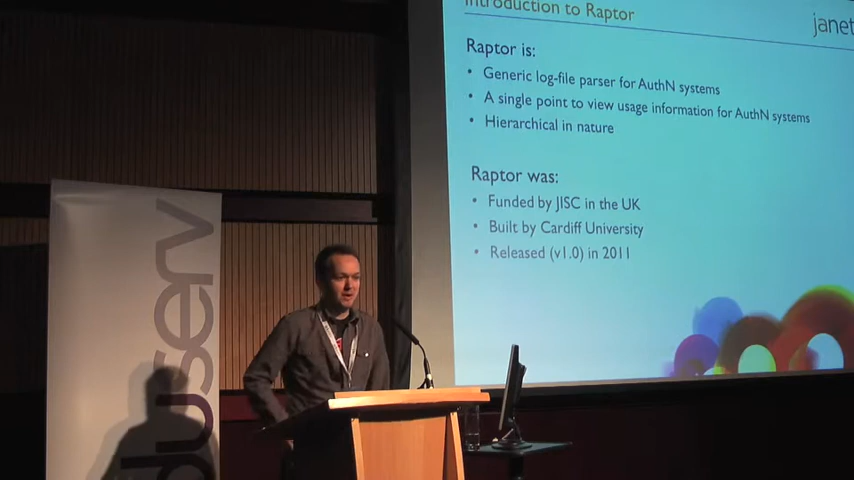 Introduction to Raptor
janet
Raptor is:
• Generic log-file parser for AuthN systems
• A single point to view usage information for AuthN systems
• Hierarchical in nature
Raptor was:
• Funded by JISC in the UK
• Built by Cardiff University
• Released (v1.0) in 2011
duserv